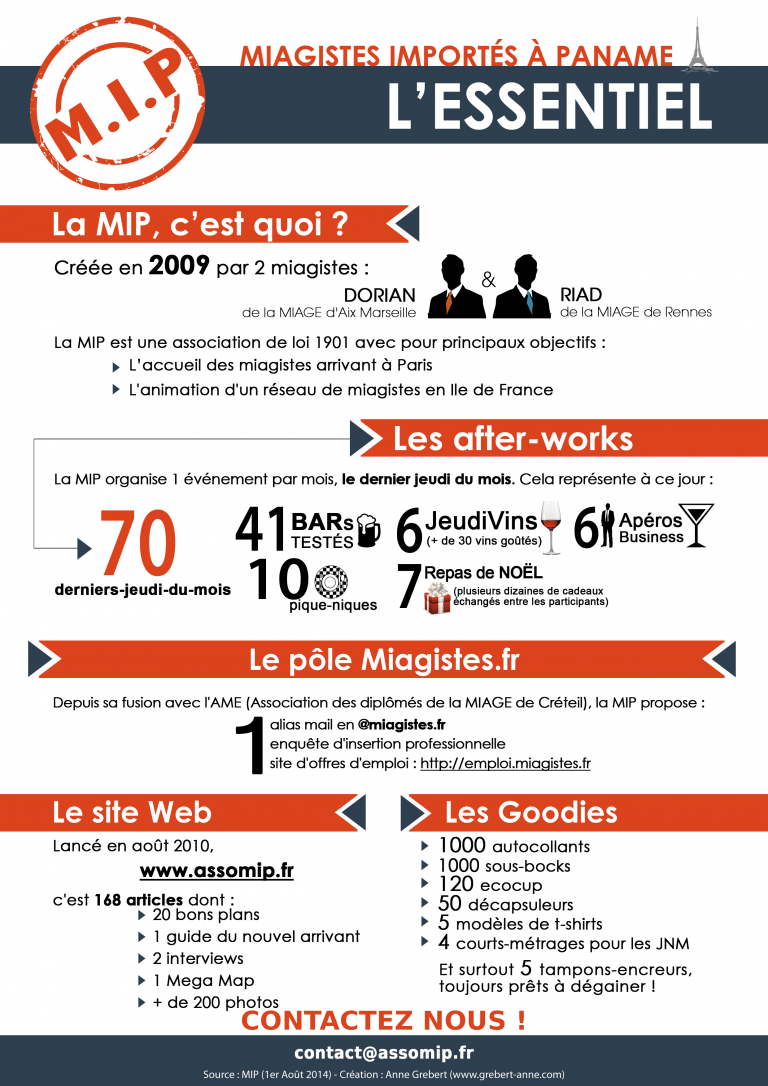 M.I.P
MIAGISTES IMPORTÉS À PANAME
L'ESSENTIEL
La MIP, c'est quoi ?
Créée en 2009 par 2 miagistes :
DORIAN
de la MIAGE d'Aix Marseille
&
RIAD
de la MIAGE de Rennes
La MIP est une association de loi 1901 avec pour principaux objectifs :
L'accueil des miagistes arrivant à Paris
L'animation d'un réseau de miagistes en Ile de France
Les after-works
La MIP organise 1 événement par mois, le dernier jeudi du mois. Cela représente à ce jour :
70
derniers-jeudi-du-mois
41 BARs
TESTÉS
6 JeudiVins
(+ de 30 vins goûtés)
6 Apéros
Business
10
pique-niques
7 Repas de NOËL
(plusieurs dizaines de cadeaux
échangés entre les participants)
Le pôle Miagistes.fr
Depuis sa fusion avec l'AME (Association des diplômés de la MIAGE de Créteil), la MIP propose :
1 alias mail en @miagistes.fr
enquête d'insertion professionnelle
site d'offres d'emploi : http://emploi.miagistes.fr
Le site Web
Lancé en août 2010,
www.assomip.fr
c'est 168 articles dont :
20 bons plans
1 guide du nouvel arrivant
2 interviews
1 Mega Map
+ de 200 photos
Les Goodies
1000 autocollants
1000 sous-bocks
120 ecocup
50 décapsuleurs
5 modèles de t-shirts
4 courts-métrages pour les JNM
Et surtout 5 tampons-encreurs,
toujours prêts à dégainer !
CONTACTEZ NOUS !
contact@assomip.fr
Source : MIP (1er Août 2014) - Création : Anne Grebert (www.grebert-anne.com)